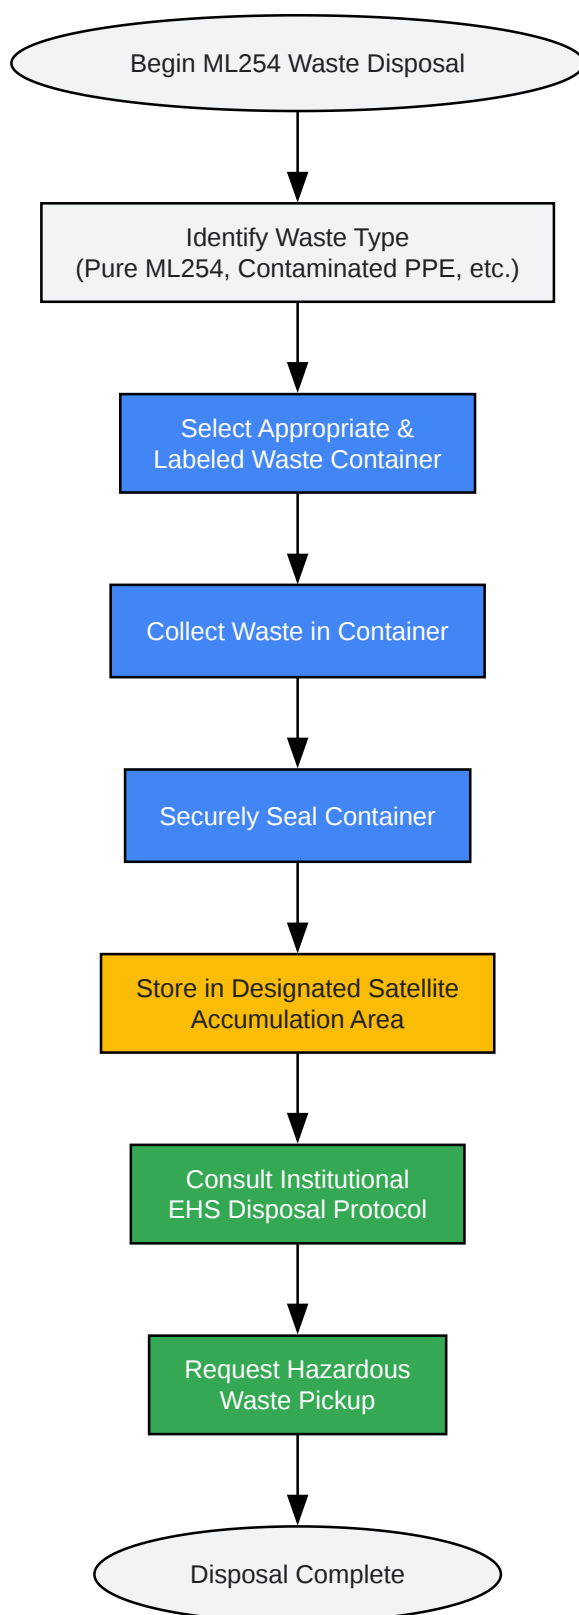 Begin ML254 Waste Disposal
Identify Waste Type
(Pure ML254, Contaminated PPE, etc.)
Select Appropriate &
Labeled Waste Container
Collect Waste in Container
Securely Seal Container
Store in Designated Satellite
Accumulation Area
Consult Institutional
EHS Disposal Protocol
Request Hazardous
Waste Pickup
Disposal Complete